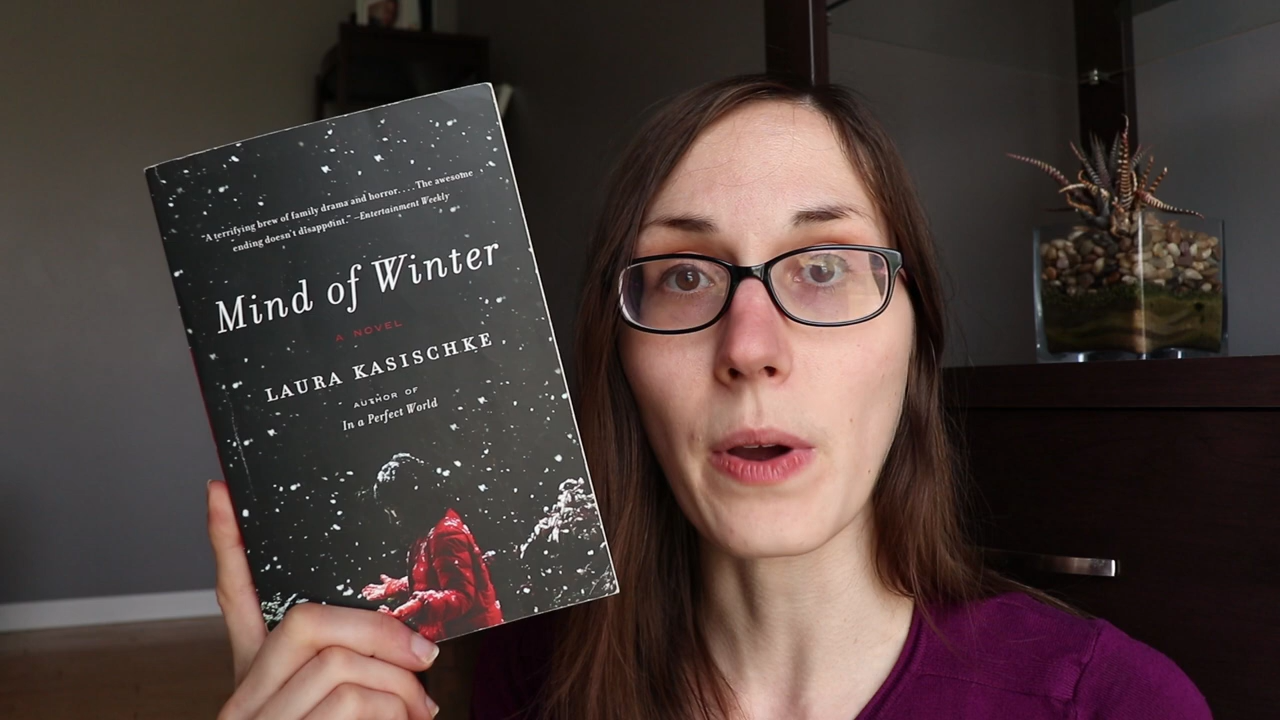 "A terrifying brew of family drama and horror.... The awesome
ending doesn't disappoint." —Entertainment Weekly
Mind of Winter
A NOVEL
LAURA KASISCHKE
AUTHOR OF
In a Perfect World